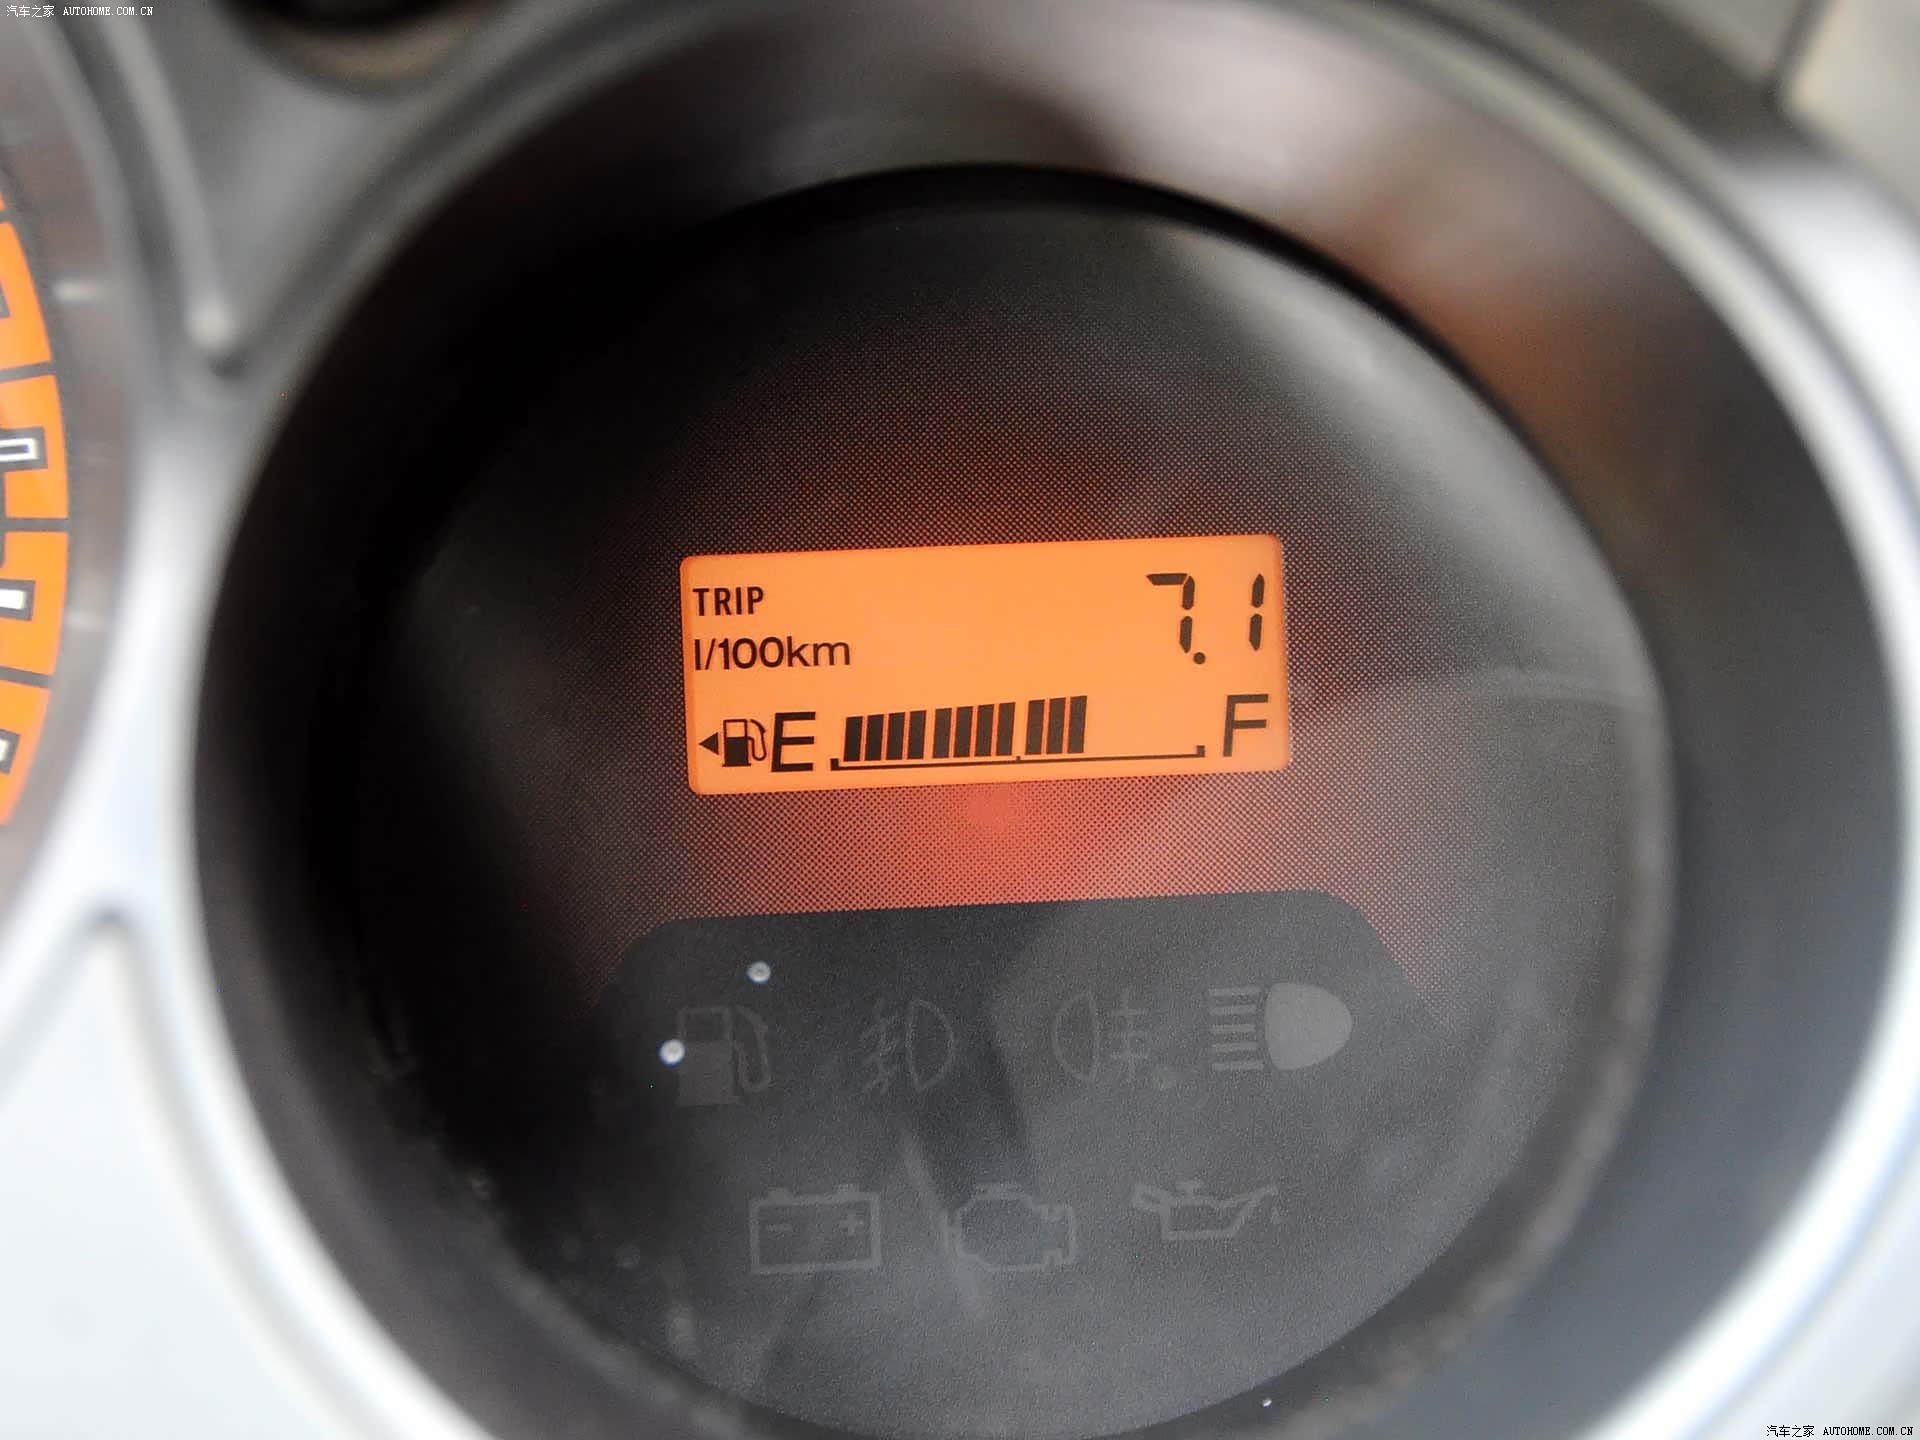 汽车之家 AUTOHOME.COM.CN
TRIP 7.1
l/100km
E F
- +
汽车之家 AUTOHOME.COM.CN